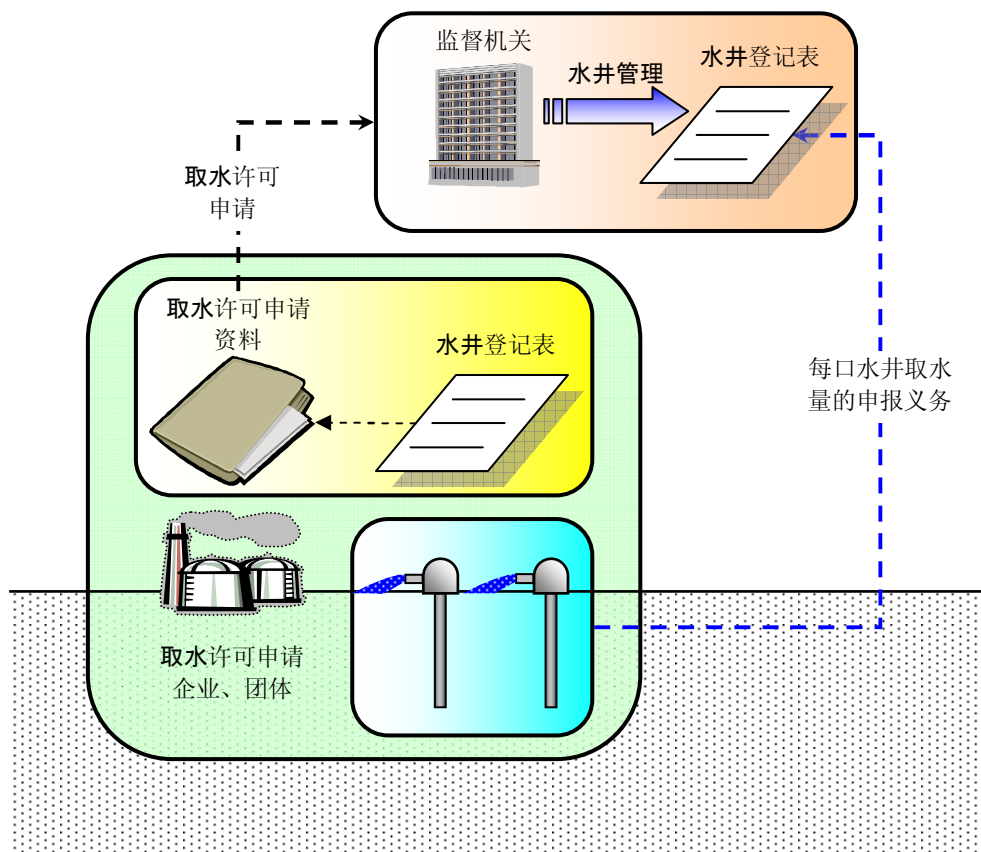 监督机关
水井管理
水井登记表
取水许可
申请
取水许可申请
资料
水井登记表
每口水井取水
量的申报义务
取水许可申请
企业、团体